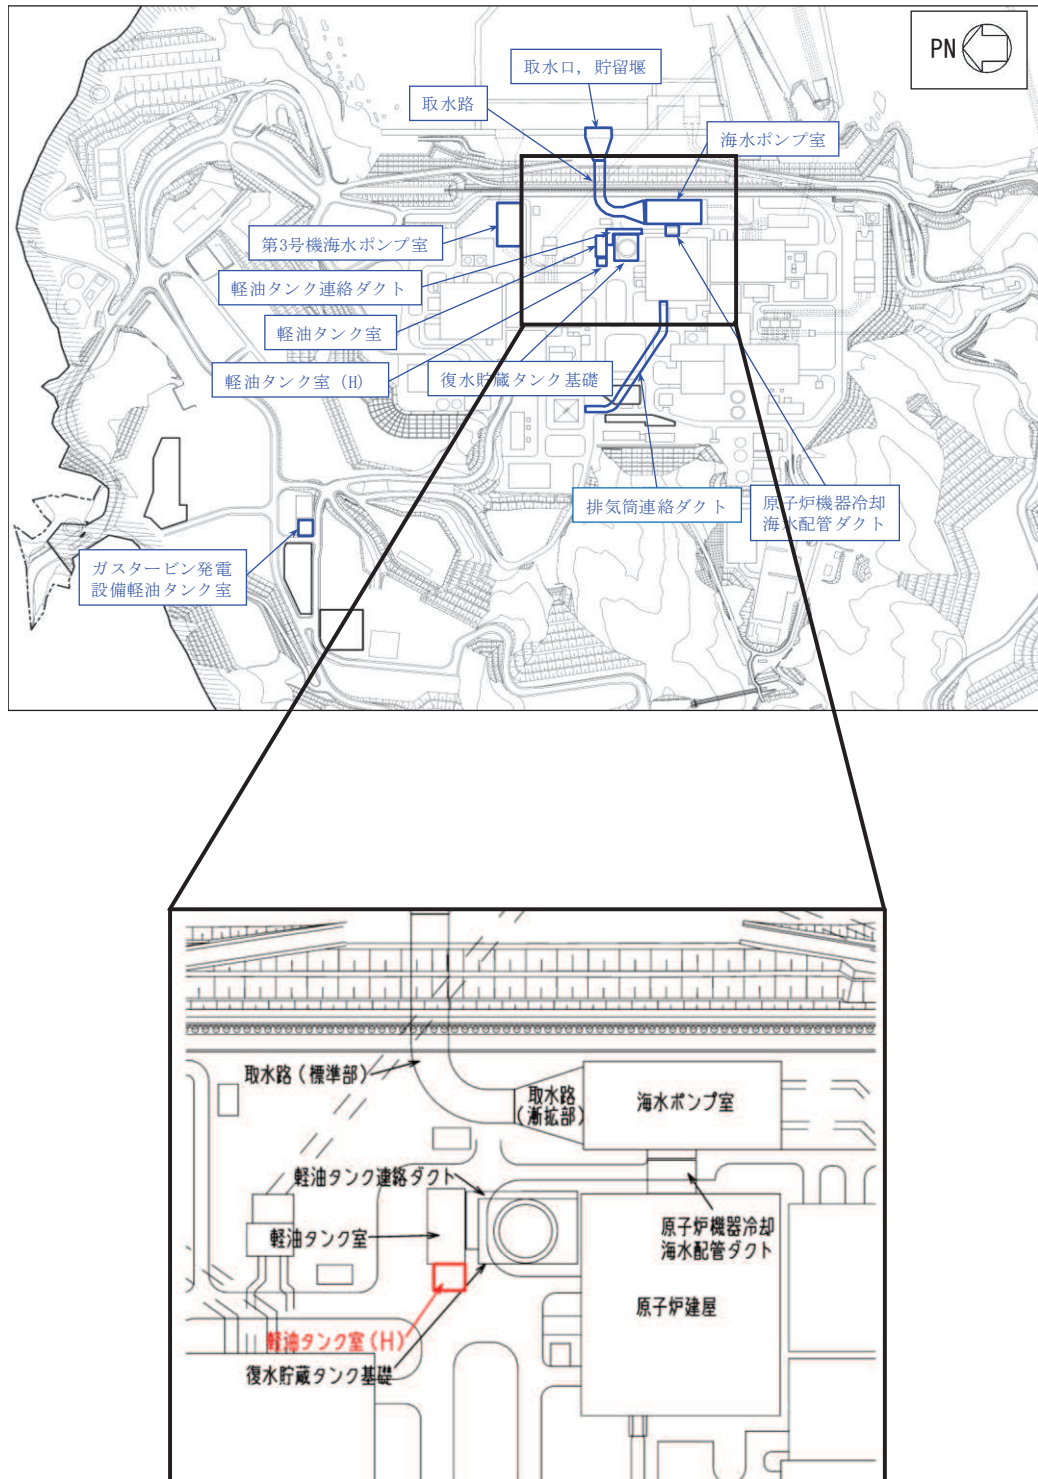 PN
取水口，貯留堰
取水路
海水ポンプ室
第3号機海水ポンプ室
軽油タンク連絡ダクト
軽油タンク室
軽油タンク室（H）
復水貯蔵タンク基礎
排気筒連絡ダクト
原子炉機器冷却
海水配管ダクト
ガスタービン発電
設備軽油タンク室
取水路（標準部）
取水路
（漸拡部）
海水ポンプ室
軽油タンク連絡ダクト
軽油タンク室
原子炉機器冷却
海水配管ダクト
原子炉建屋
軽油タンク室(H)
復水貯蔵タンク基礎